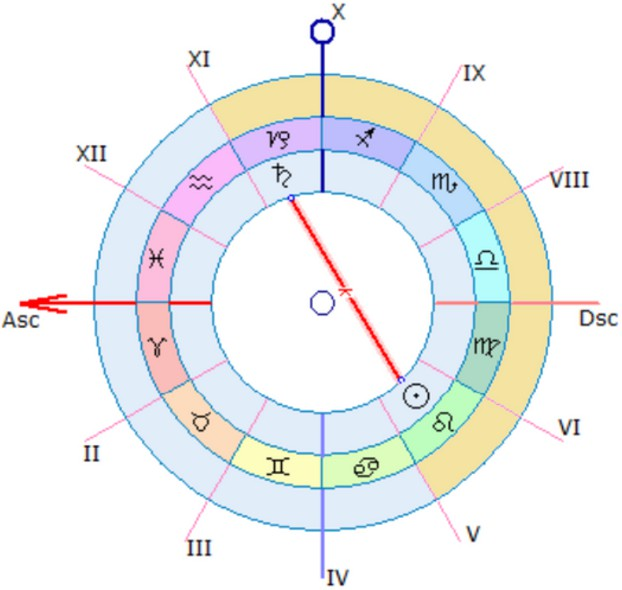 X
XI
IX
♑
♐
♄
XII
♒
♏
VIII
♓
♎
Asc
Dsc
♈
♍
☉
II
♉
♌
VI
♊
♋
III
V
IV